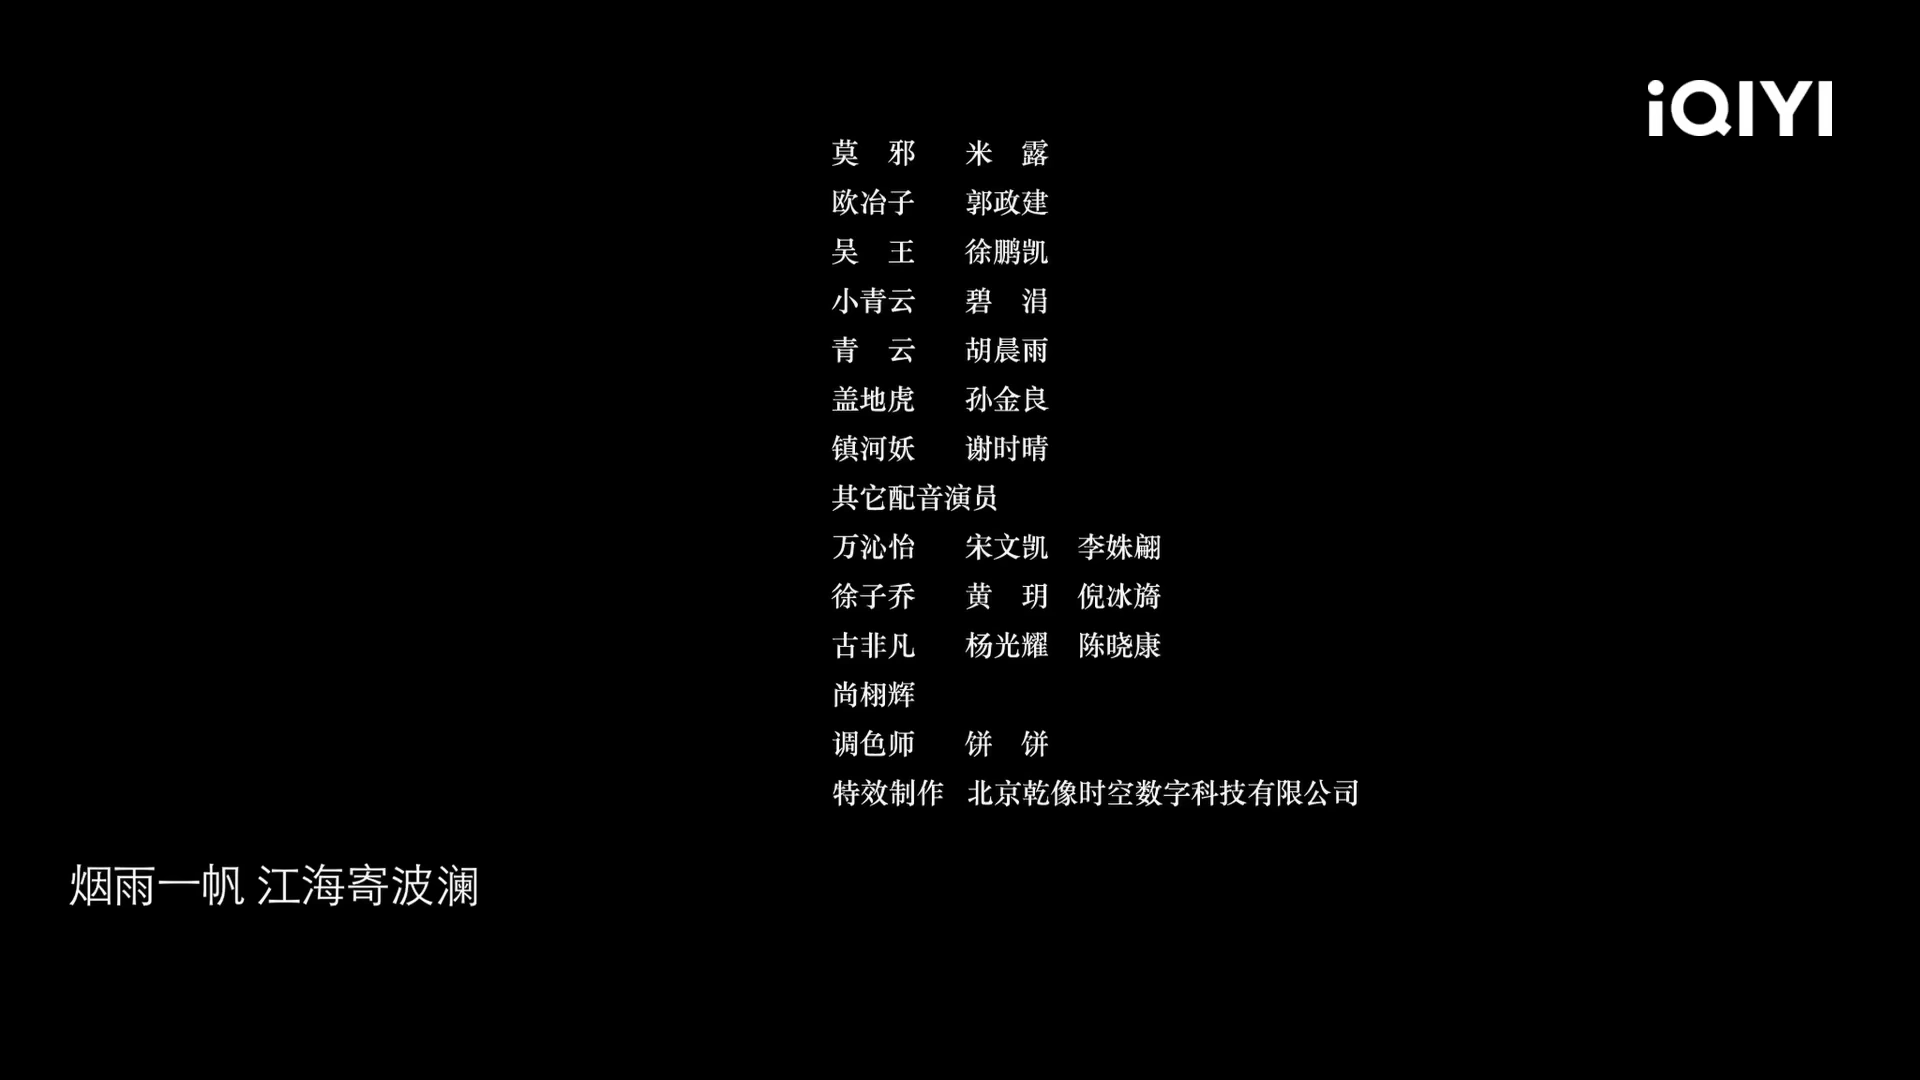 iQIYI
莫　邪　米　露
欧冶子　郭政建
吴　王　徐鹏凯
小青云　碧　涓
青　云　胡晨雨
盖地虎　孙金良
镇河妖　谢时晴
其它配音演员
万沁怡　宋文凯　李姝翩
徐子乔　黄　玥　倪冰旖
古非凡　杨光耀　陈晓康
尚栩辉
调色师　饼　饼
特效制作　北京乾像时空数字科技有限公司
烟雨一帆 江海寄波澜